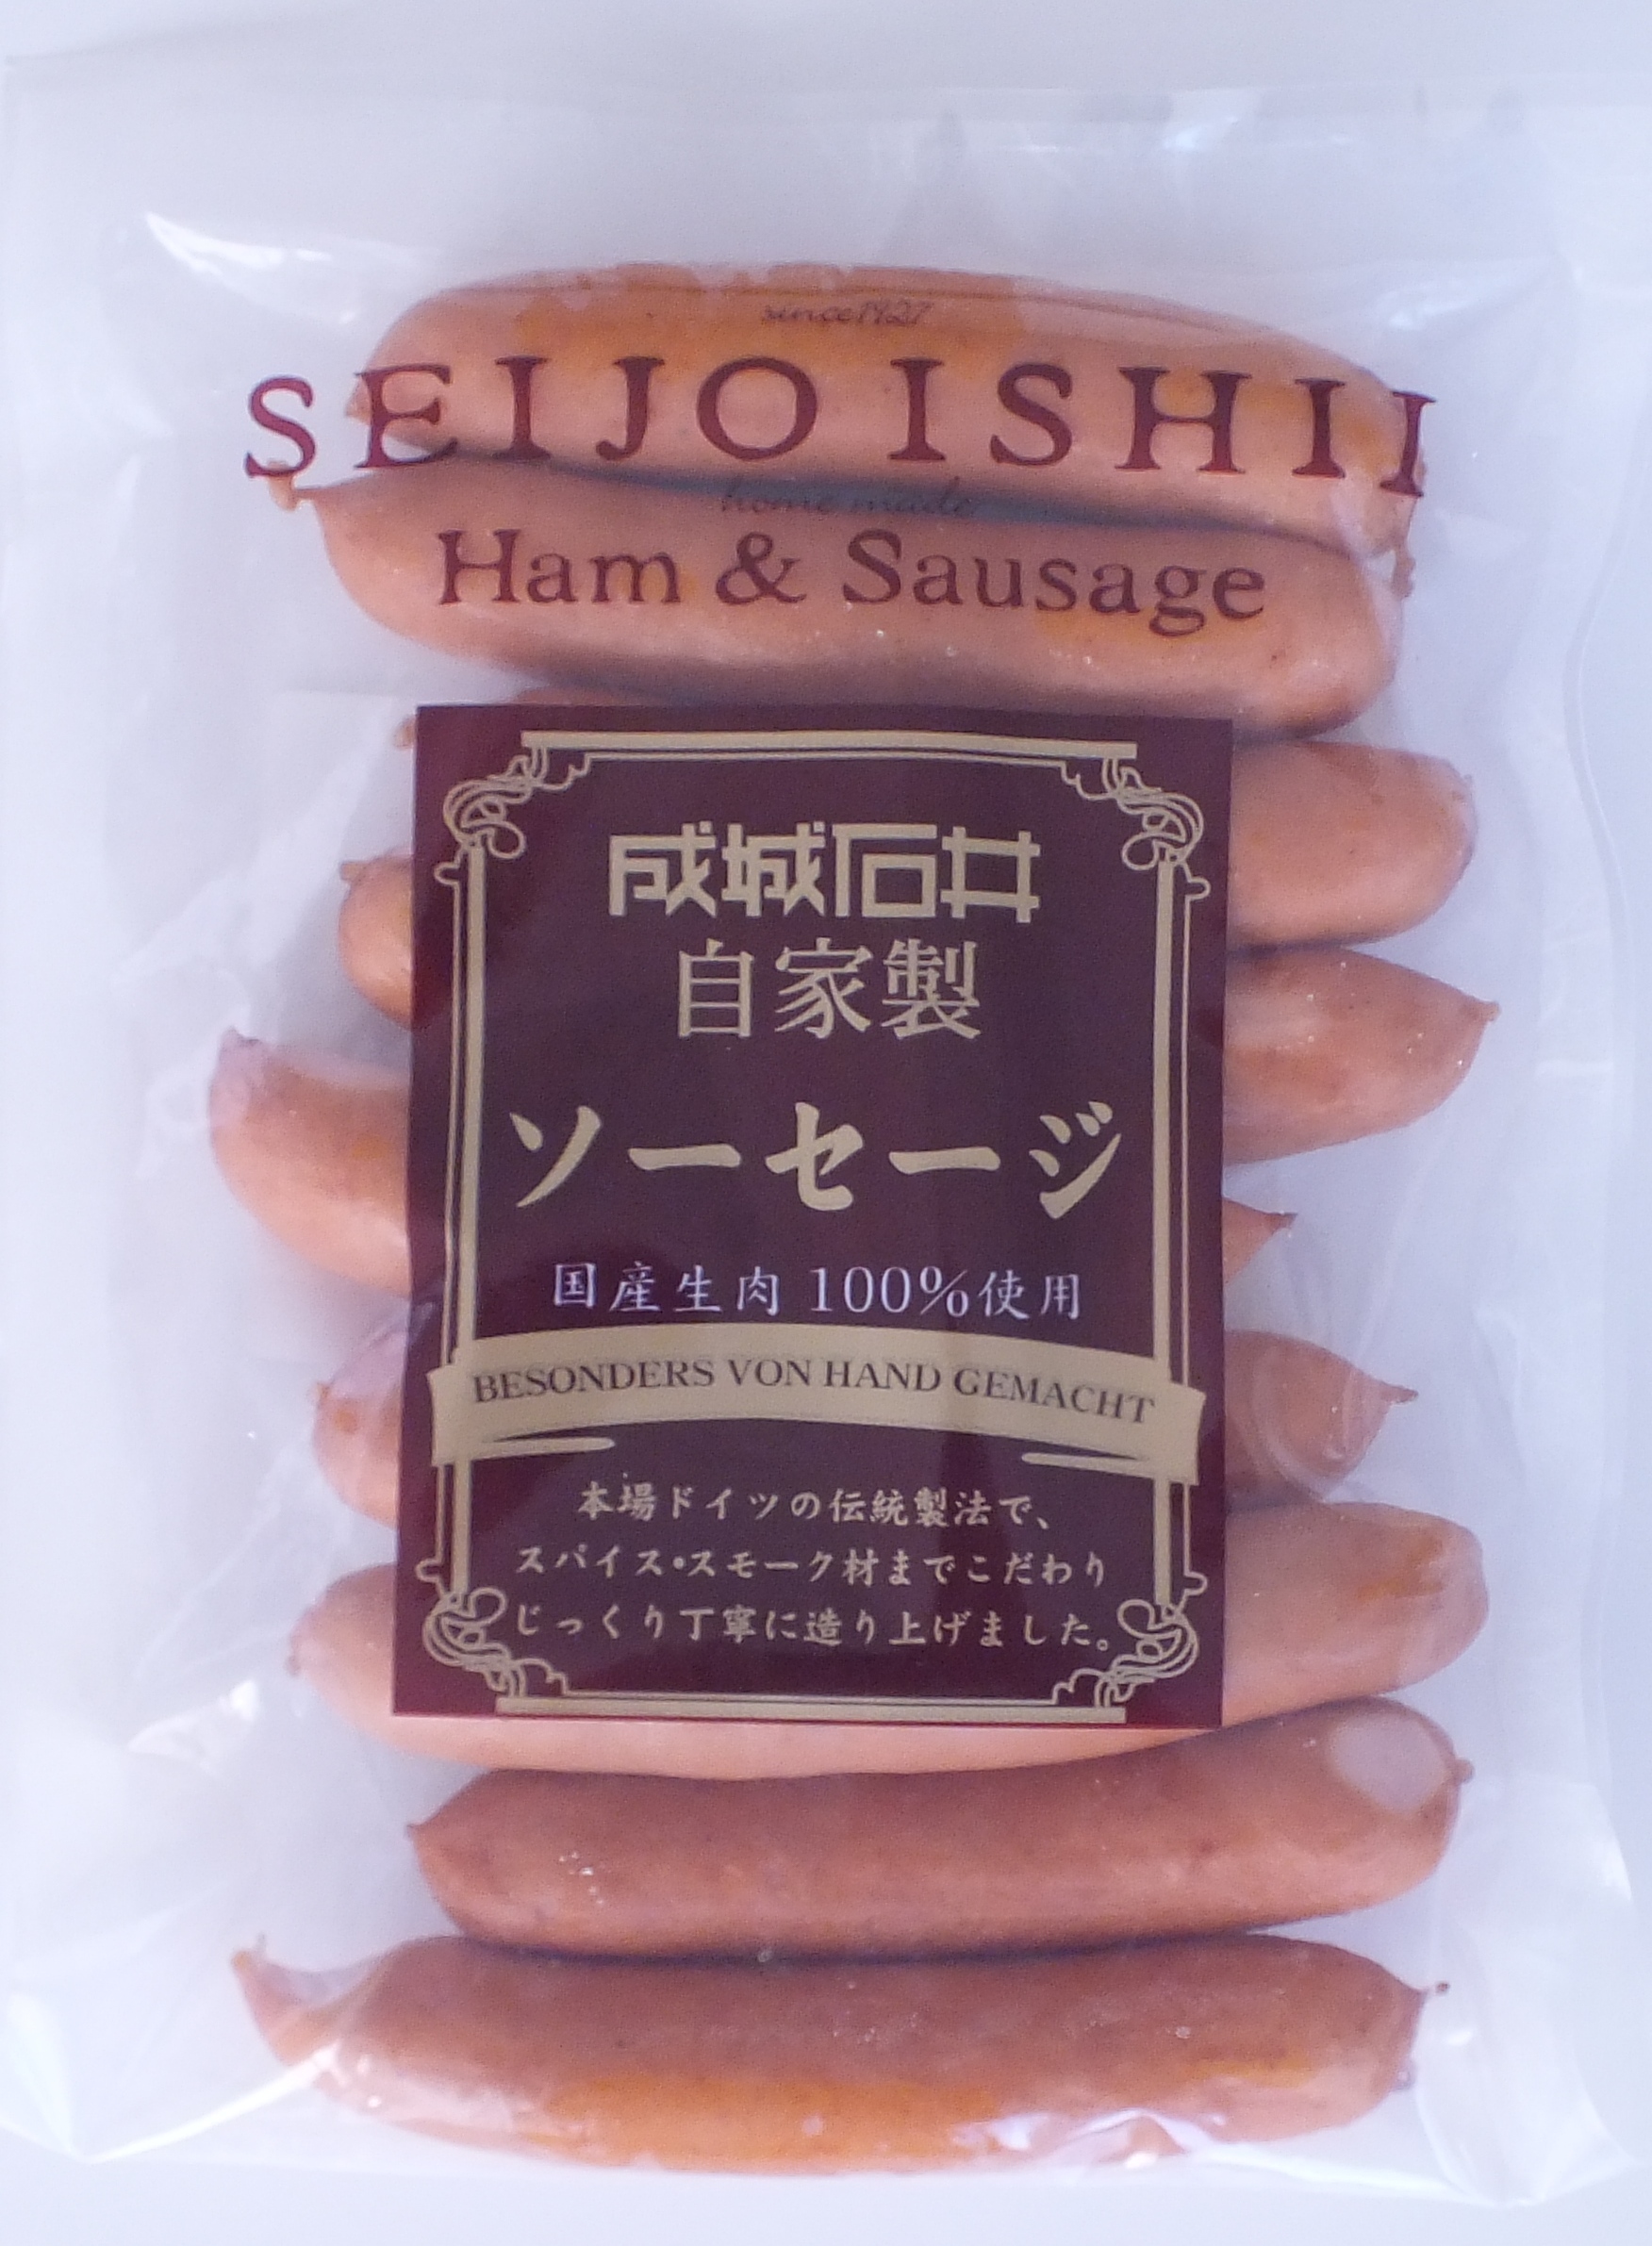 since1927
SEIJO ISHII
home made
Ham & Sausage
成城石井
自家製
ソーセージ
国産生肉 100%使用
BESONDERS VON HAND GEMACHT
本場ドイツの伝統製法で、
スパイス・スモーク材までこだわり
じっくり丁寧に造り上げました。